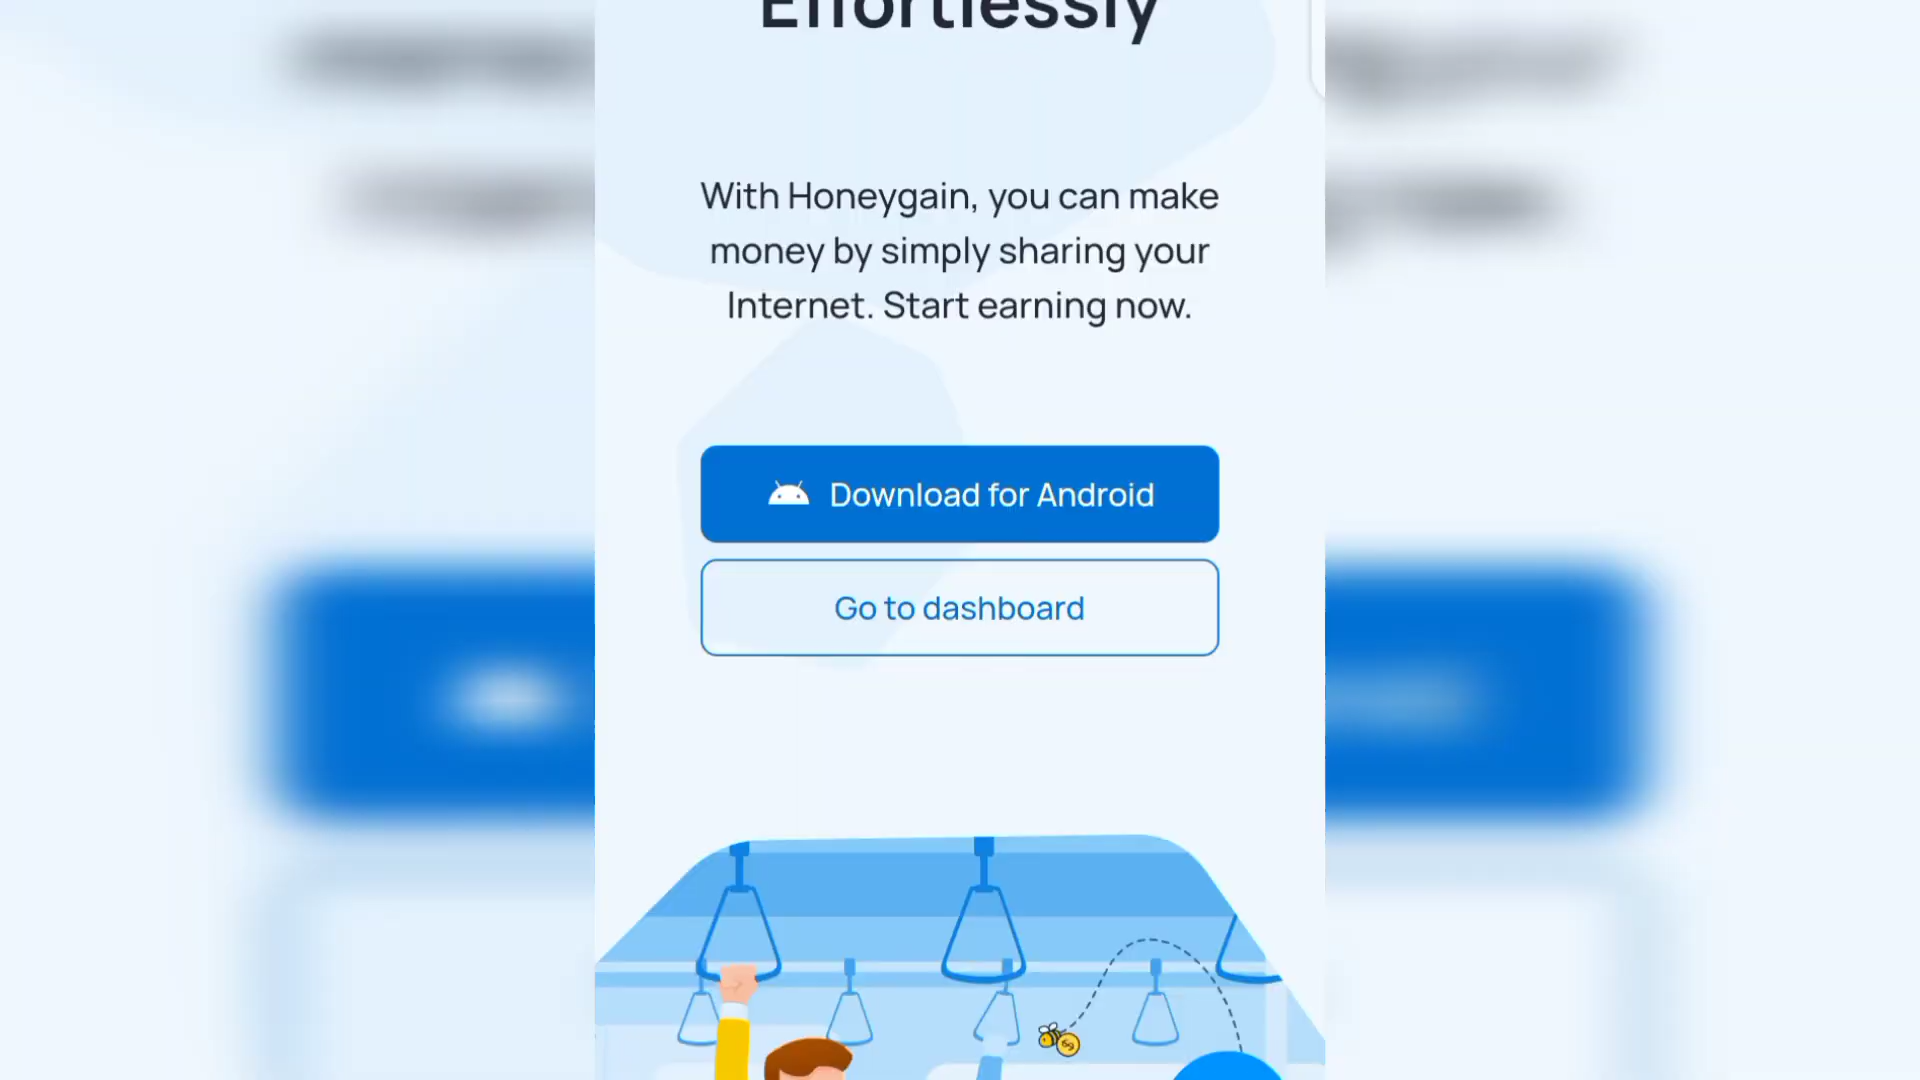 Effortlessly
With Honeygain, you can make
money by simply sharing your
Internet. Start earning now.
Download for Android
Go to dashboard